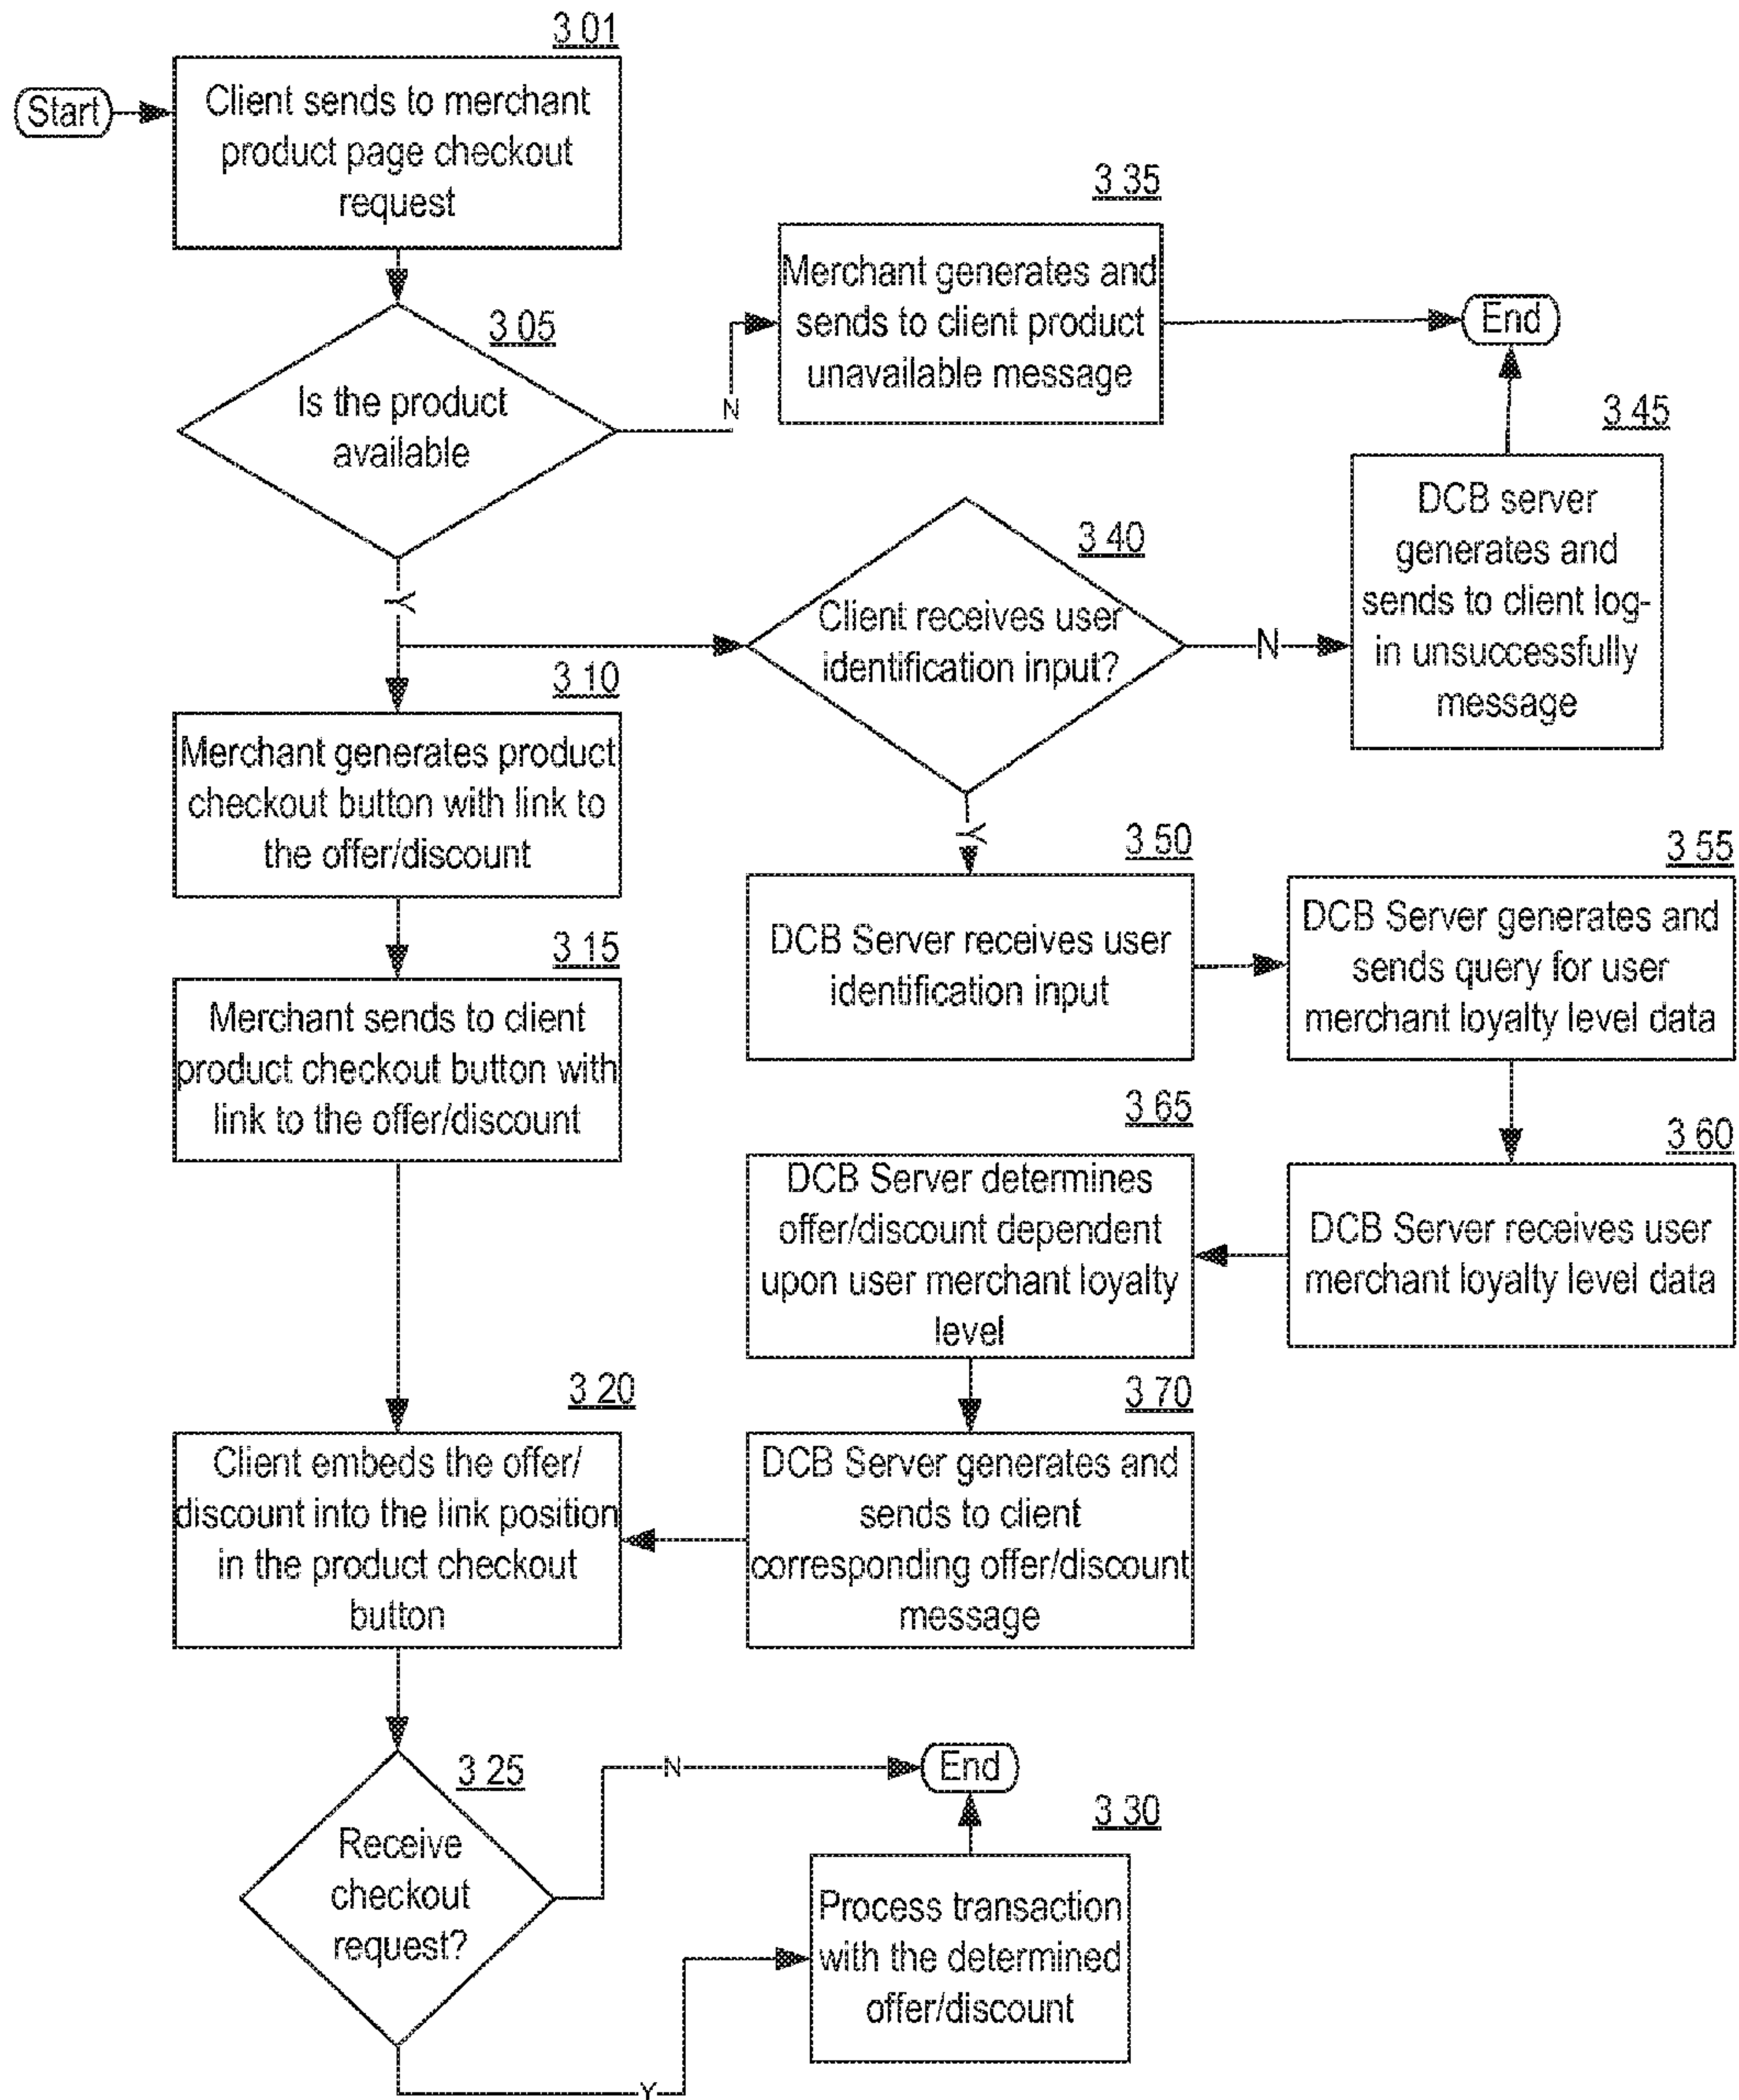 3 01
Start
Client sends to merchant
product page checkout
request
3 35
Merchant generates and
sends to client product
unavailable message
End
3 05
Is the product
available
N
Y
3 45
DCB server
generates and
sends to client log-
in unsuccessfully
message
3 40
Client receives user
identification input?
N
Y
3 10
Merchant generates product
checkout button with link to
the offer/discount
3 15
Merchant sends to client
product checkout button with
link to the offer/discount
3 50
DCB Server receives user
identification input
3 55
DCB Server generates and
sends query for user
merchant loyalty level data
3 60
DCB Server receives user
merchant loyalty level data
3 65
DCB Server determines
offer/discount dependent
upon user merchant loyalty
level
3 70
DCB Server generates and
sends to client
corresponding offer/discount
message
3 20
Client embeds the offer/
discount into the link position
in the product checkout
button
3 25
Receive
checkout
request?
N
End
3 30
Process transaction
with the determined
offer/discount
Y